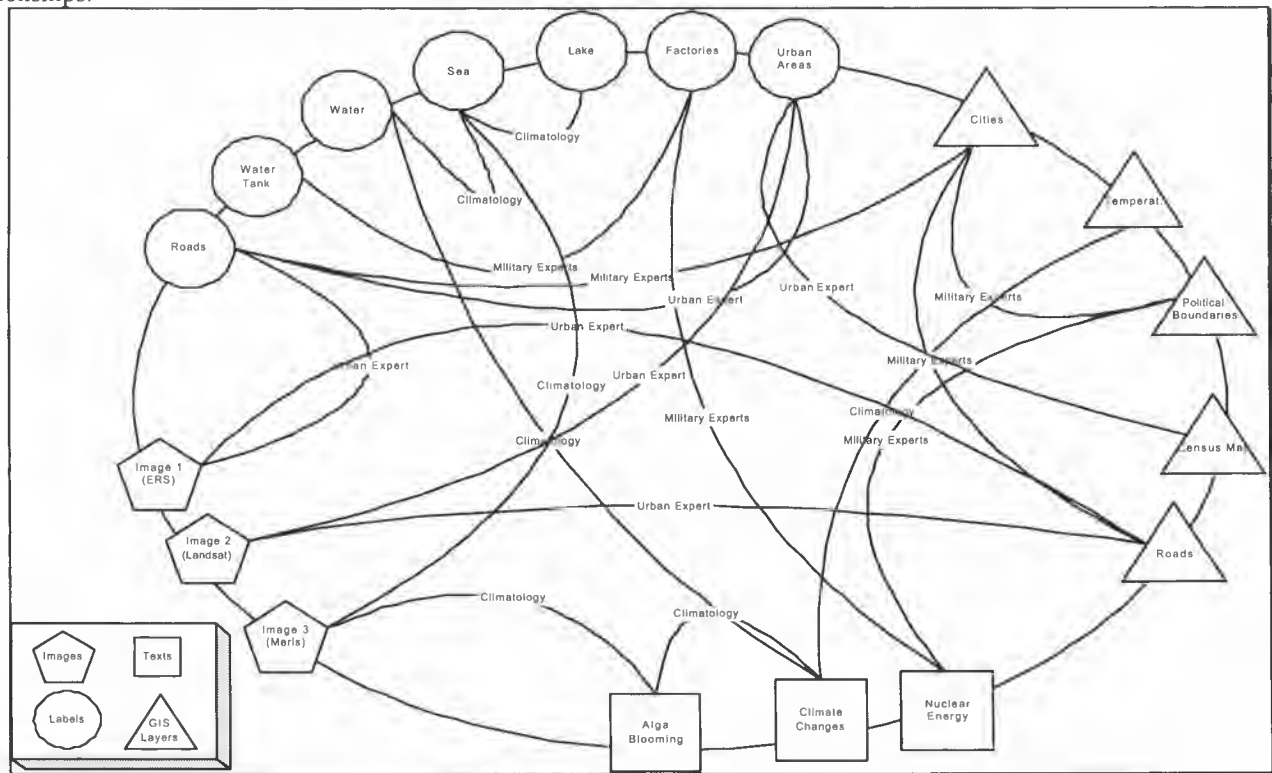 Lake
Factories
Urban
Areas
Sea
Water
Cities
Climatology
Water
Tank
Climatology
Temperat.
Roads
Military Experts
Military Experts
Urban Expert
Urban Expert
Military Experts
Political
Boundaries
Urban Expert
Urban Expert
Urban Expert
Climatology
Military Experts
Climatology
Military Experts
Climatology
Military Experts
Census Ma
Image 1
(ERS)
Urban Expert
Image 2
(Landsat)
Roads
Climatology
Climatology
Image 3
(Meris)
Images
Texts
Labels
GIS
Layers
Alga
Blooming
Climate
Changes
Nuclear
Energy